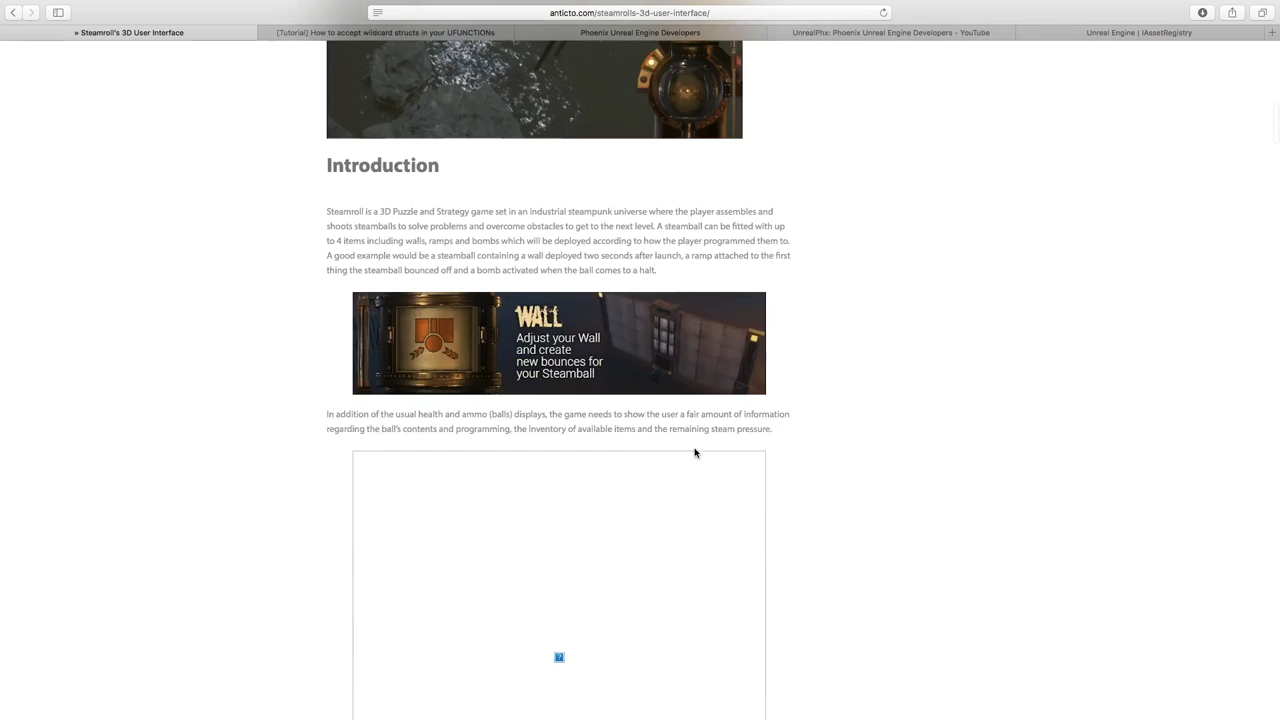 anticto.com/steamrolls-3d-user-interface/
» Steamroll's 3D User Interface
[Tutorial] How to accept wildcard structs in your UFUNCTIONs
Phoenix Unreal Engine Developers
UnrealPhx: Phoenix Unreal Engine Developers - YouTube
Unreal Engine | IAssetRegistry
Introduction
Steamroll is a 3D Puzzle and Strategy game set in an industrial steampunk universe where the player assembles and
shoots steamballs to solve problems and overcome obstacles to get to the next level. A steamball can be fitted with up
to 4 items including walls, ramps and bombs which will be deployed according to how the player programmed them to.
A good example would be a steamball containing a wall deployed two seconds after launch, a ramp attached to the first
thing the steamball bounced off and a bomb activated when the ball comes to a halt.
WALL
Adjust your Wall
and create
new bounces for
your Steamball
In addition of the usual health and ammo (balls) displays, the game needs to show the user a fair amount of information
regarding the ball's contents and programming, the inventory of available items and the remaining steam pressure.
?